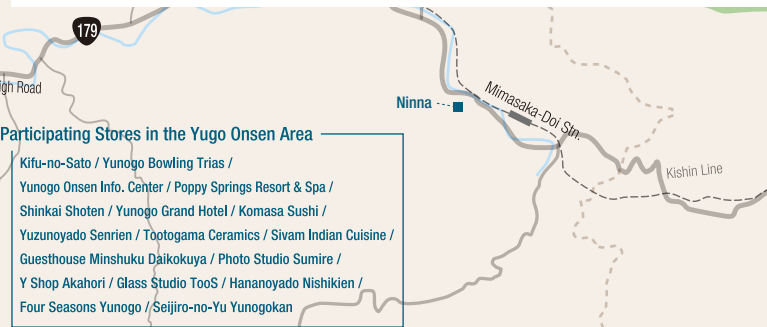 179
igh Road
Ninna
Mimasaka-Doi Stn.
Kishin Line
Participating Stores in the Yugo Onsen Area
Kifu-no-Sato / Yunogo Bowling Trias /
Yunogo Onsen Info. Center / Poppy Springs Resort & Spa /
Shinkai Shoten / Yunogo Grand Hotel / Komasa Sushi /
Yuzunoyado Senrien / Tootogama Ceramics / Sivam Indian Cuisine /
Guesthouse Minshuku Daikokuya / Photo Studio Sumire /
Y Shop Akahori / Glass Studio TooS / Hananoyado Nishikien /
Four Seasons Yunogo / Seijiro-no-Yu Yunogokan